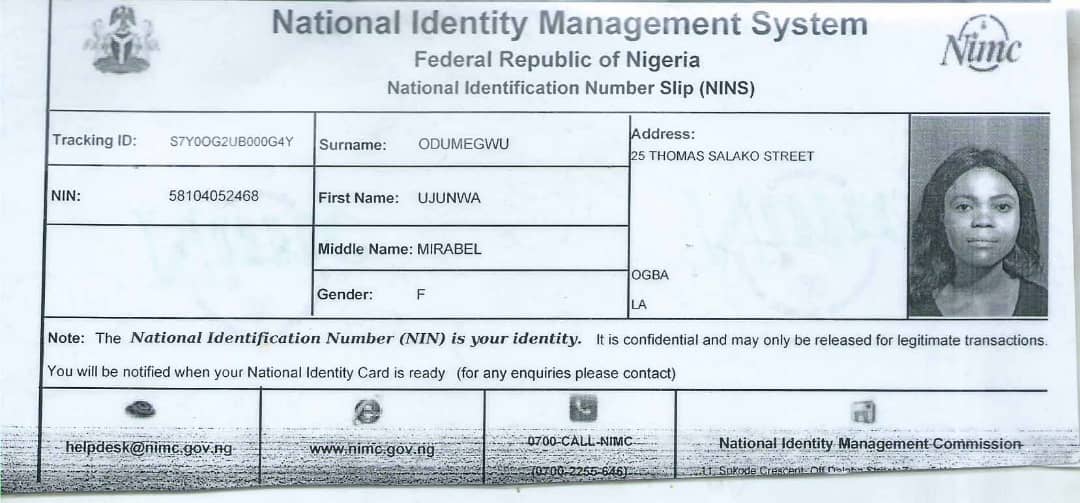 National Identity Management System
Federal Republic of Nigeria
National Identification Number Slip (NINS)
Nimc
Tracking ID: S7Y0OG2UB000G4Y
Surname: ODUMEGWU
Address:
25 THOMAS SALAKO STREET
NIN: 58104052468
First Name: UJUNWA
Middle Name: MIRABEL
OGBA
Gender: F
LA
Note: The National Identification Number (NIN) is your identity. It is confidential and may only be released for legitimate transactions.
You will be notified when your National Identity Card is ready (for any enquiries please contact)
helpdesk@nimc.gov.ng
www.nimc.gov.ng
0700-CALL-NIMC
(0700-2255-646)
National Identity Management Commission
11, Sokode Crescent, Off